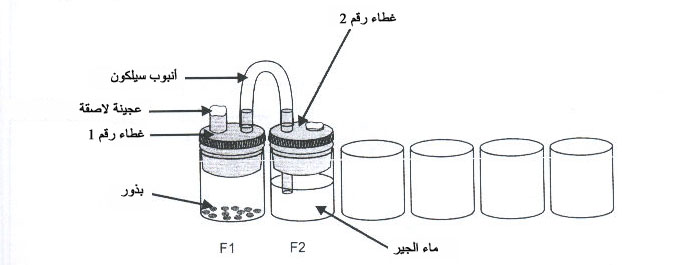 غطاء رقم 2
أنبوب سيلكون
عجينة لاصقة
غطاء رقم 1
بذور
ماء الجير
F1 F2